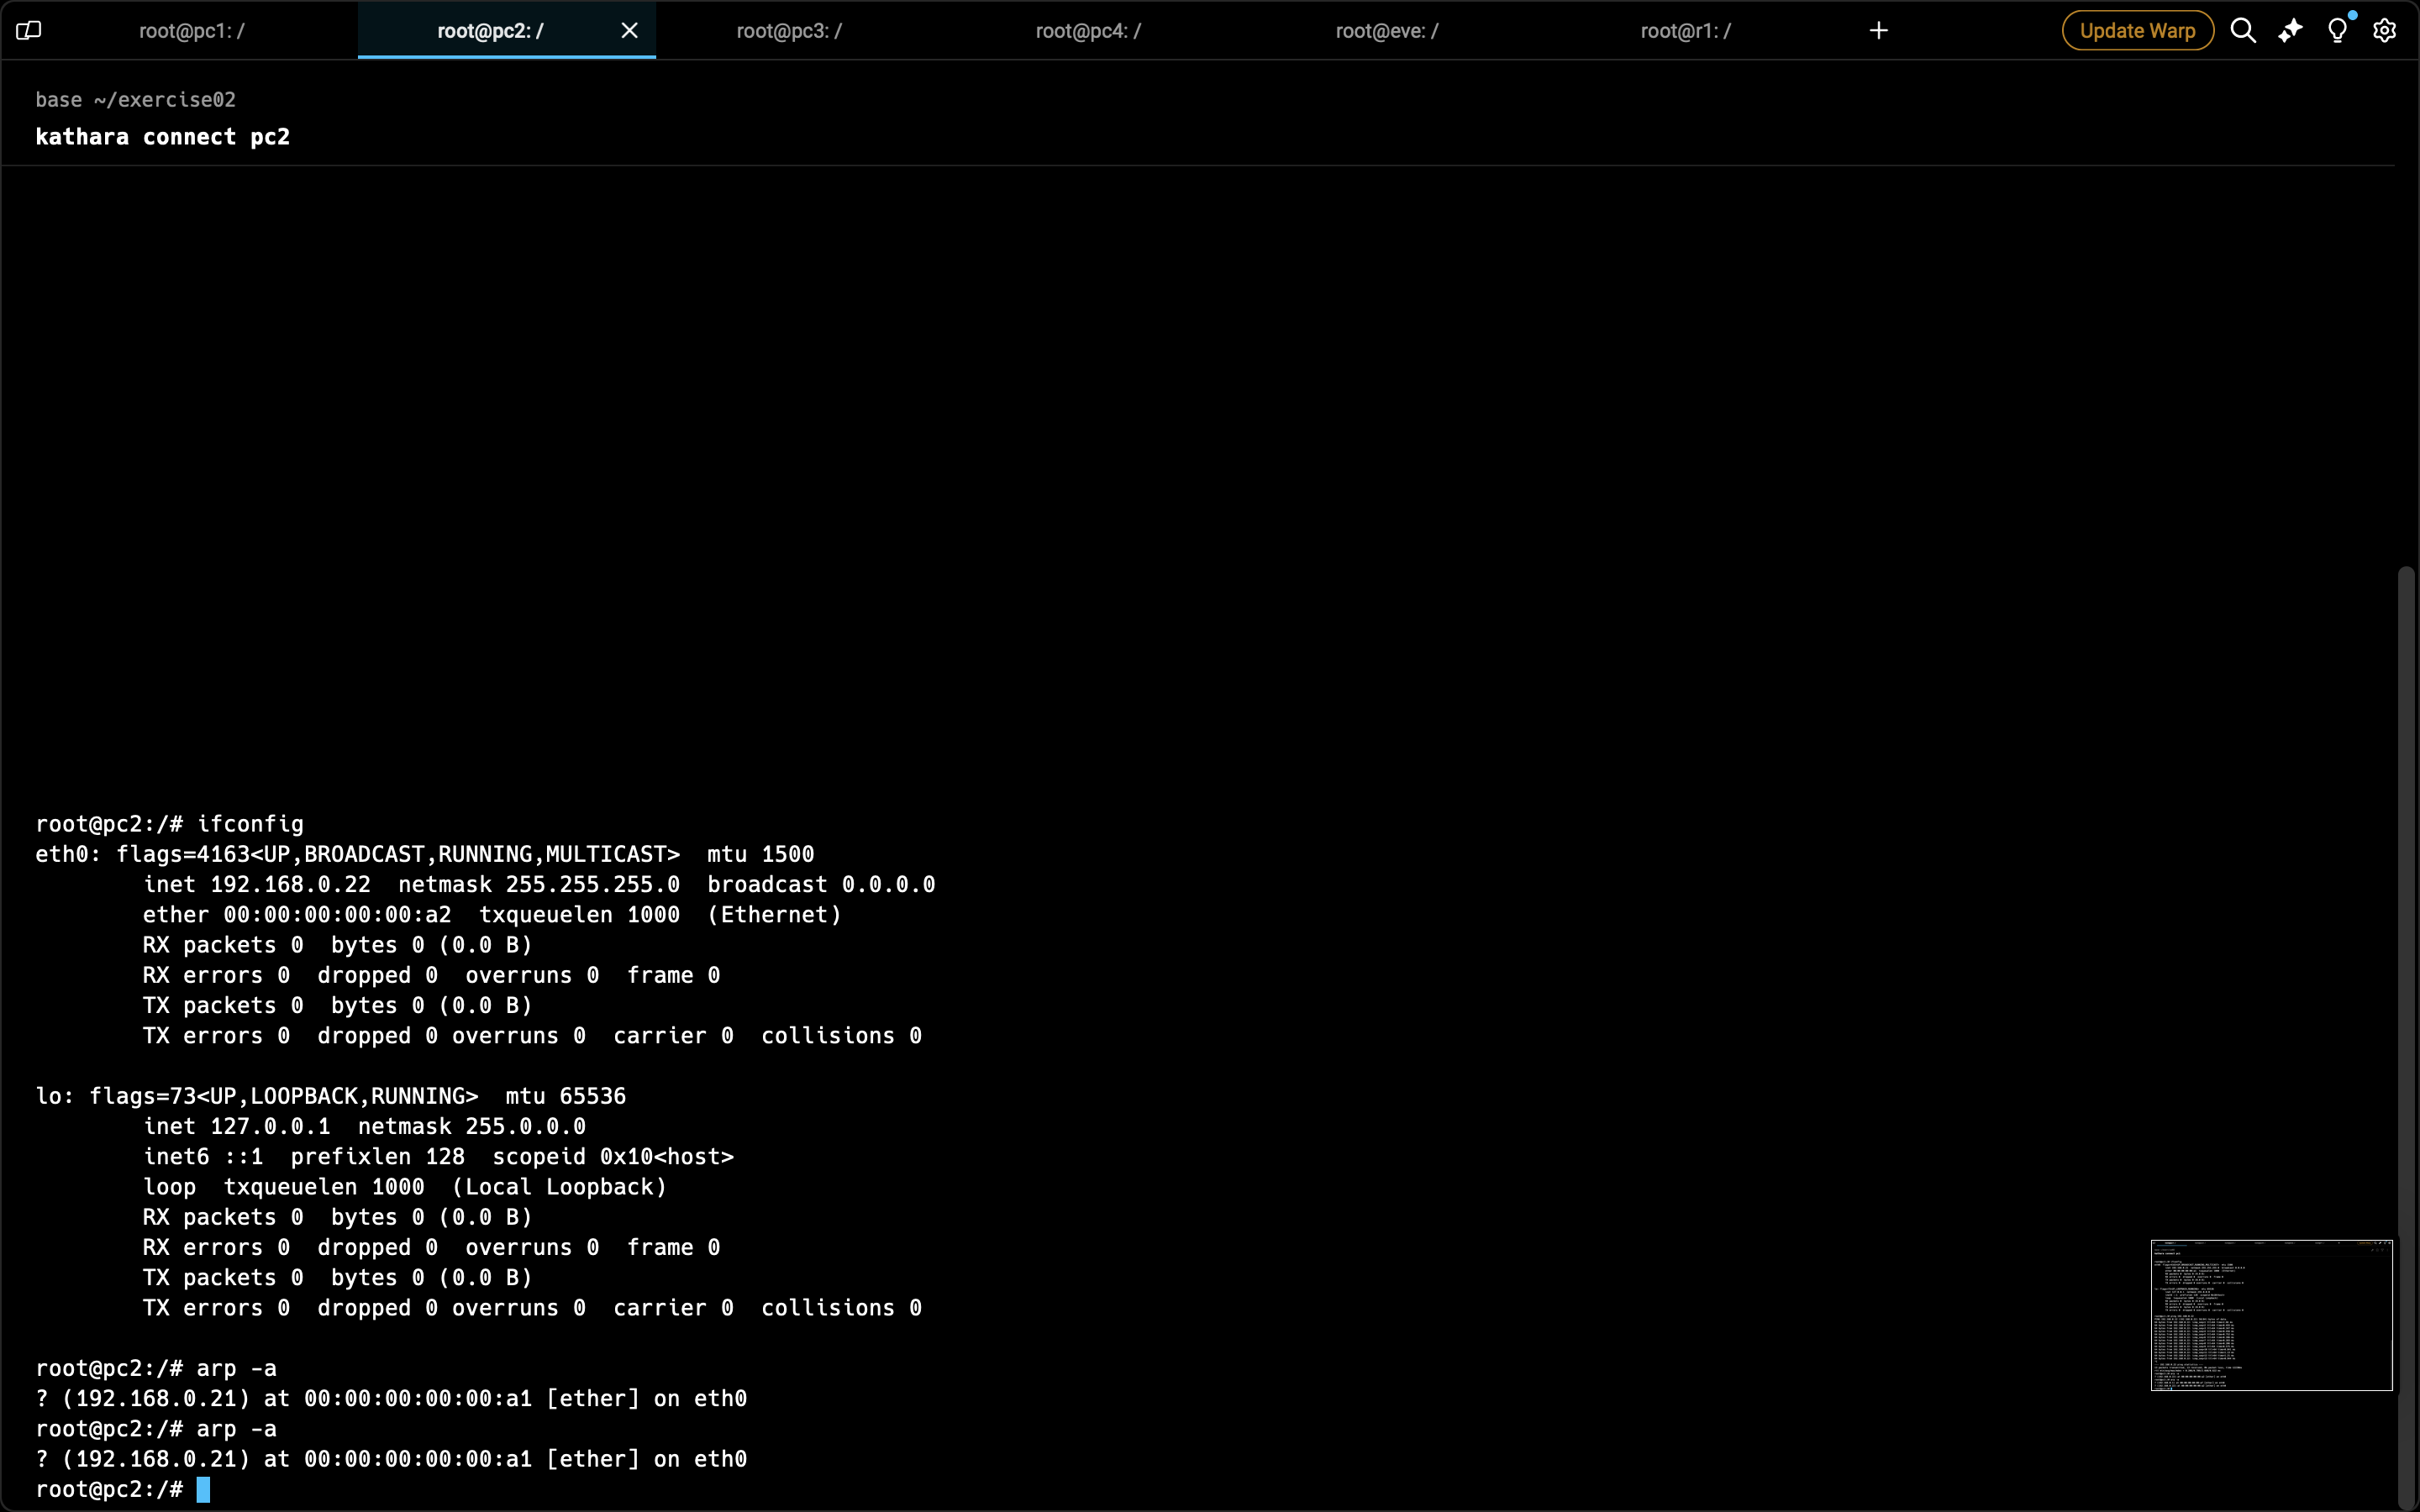 root@pc1: /
root@pc2: /
root@pc3: /
root@pc4: /
root@eve: /
root@r1: /
Update Warp
base ~/exercise02
kathara connect pc2
root@pc2:/# ifconfig
eth0: flags=4163<UP,BROADCAST,RUNNING,MULTICAST>  mtu 1500
        inet 192.168.0.22  netmask 255.255.255.0  broadcast 0.0.0.0
        ether 00:00:00:00:00:a2  txqueuelen 1000  (Ethernet)
        RX packets 0  bytes 0 (0.0 B)
        RX errors 0  dropped 0  overruns 0  frame 0
        TX packets 0  bytes 0 (0.0 B)
        TX errors 0  dropped 0 overruns 0  carrier 0  collisions 0
lo: flags=73<UP,LOOPBACK,RUNNING>  mtu 65536
        inet 127.0.0.1  netmask 255.0.0.0
        inet6 ::1  prefixlen 128  scopeid 0x10<host>
        loop  txqueuelen 1000  (Local Loopback)
        RX packets 0  bytes 0 (0.0 B)
        RX errors 0  dropped 0  overruns 0  frame 0
        TX packets 0  bytes 0 (0.0 B)
        TX errors 0  dropped 0 overruns 0  carrier 0  collisions 0
root@pc2:/# arp -a
? (192.168.0.21) at 00:00:00:00:00:a1 [ether] on eth0
root@pc2:/# arp -a
? (192.168.0.21) at 00:00:00:00:00:a1 [ether] on eth0
root@pc2:/#